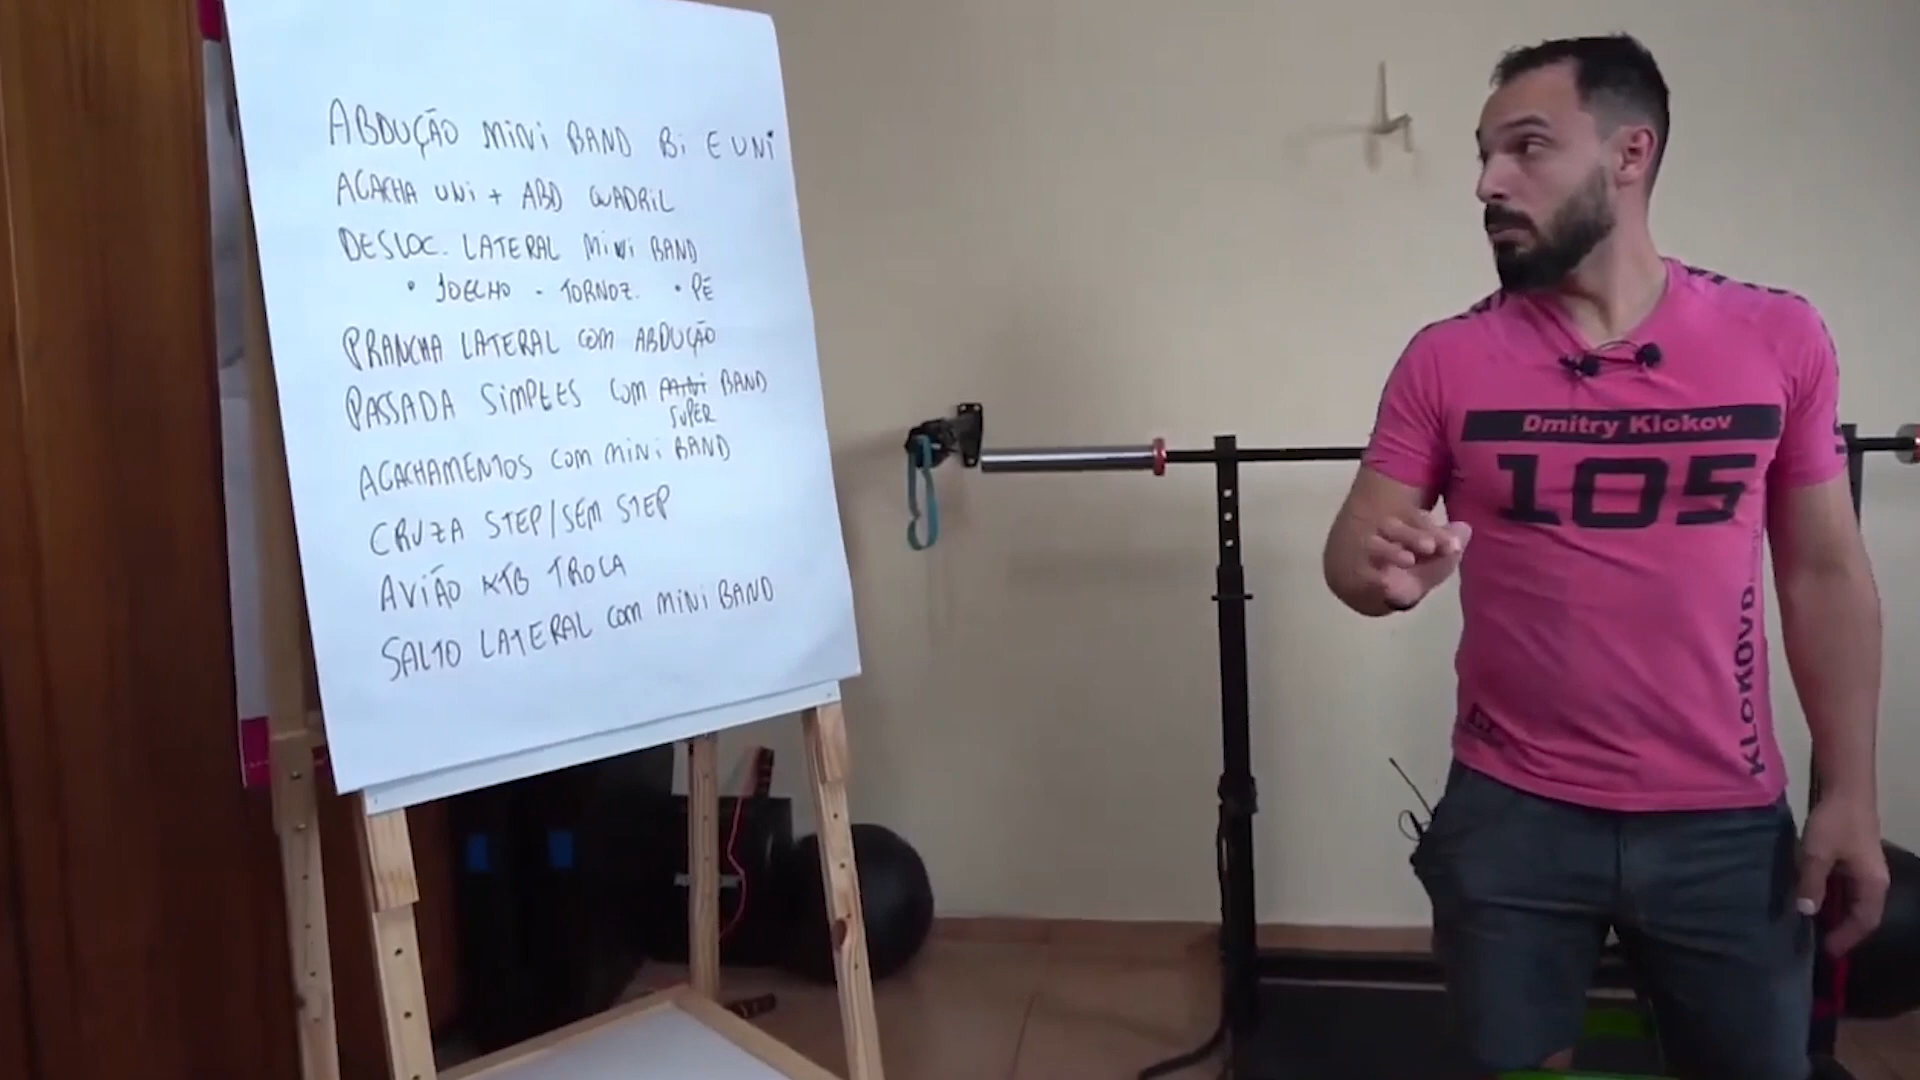 ABDUÇÃO MINI BAND BI E UNI
AGACHA UNI + ABD QUADRIL
DESLOC. LATERAL MINI BAND
• JOELHO - TORNOZ. • PÉ
PRANCHA LATERAL COM ABDUÇÃO
PASSADA SIMPLES COM MINI BAND
SUPER
AGACHAMENTOS COM MINI BAND
CRUZA STEP/SEM STEP
AVIÃO KTB TROCA
SALTO LATERAL COM MINI BAND
Dmitry Klokov
105
KLOKOV